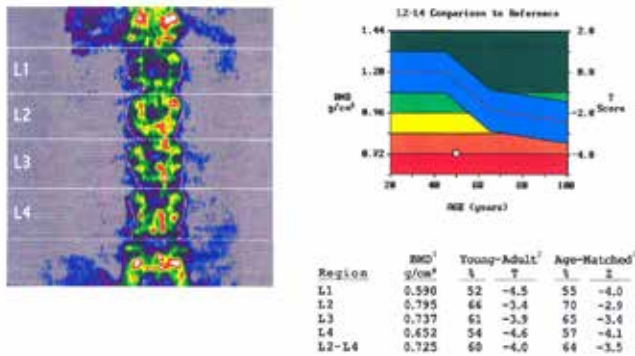 L1
L2
L3
L4
L2-L4 Comparison to Reference
1.44
1.20
0.96
0.72
BMD
g/cm²
2.0
0.0
-2.0
-4.0
T
Score
20 40 60 80 100
AGE (years)
BMD¹ Young-Adult² Age-Matched³
Region g/cm² % T % Z
L1 0.590 52 -4.5 55 -4.0
L2 0.795 66 -3.4 70 -2.9
L3 0.737 61 -3.9 65 -3.4
L4 0.652 54 -4.6 57 -4.1
L2-L4 0.725 60 -4.0 64 -3.5